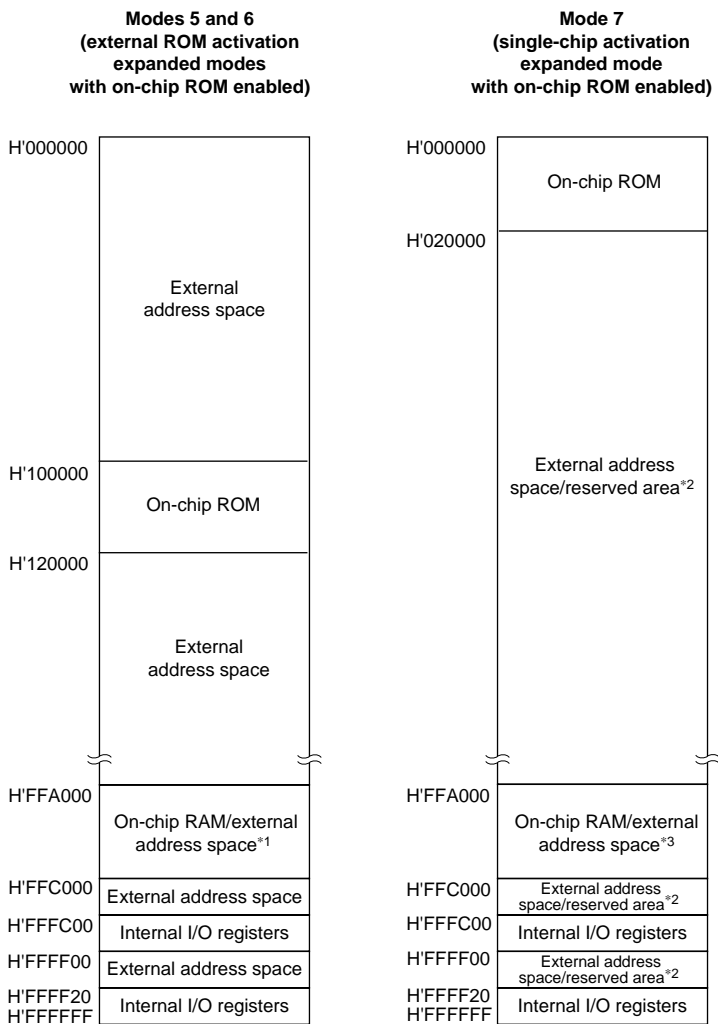 Modes 5 and 6
(external ROM activation
expanded modes
with on-chip ROM enabled)
H'000000
External
address space
H'100000
On-chip ROM
H'120000
External
address space
H'FFA000
On-chip RAM/external
address space*1
H'FFC000
External address space
H'FFFC00
Internal I/O registers
H'FFFF00
External address space
H'FFFF20
Internal I/O registers
H'FFFFFF
Mode 7
(single-chip activation
expanded mode
with on-chip ROM enabled)
H'000000
On-chip ROM
H'020000
External address
space/reserved area*2
H'FFA000
On-chip RAM/external
address space*3
H'FFC000
External address
space/reserved area*2
H'FFFC00
Internal I/O registers
H'FFFF00
External address
space/reserved area*2
H'FFFF20
Internal I/O registers
H'FFFFFF